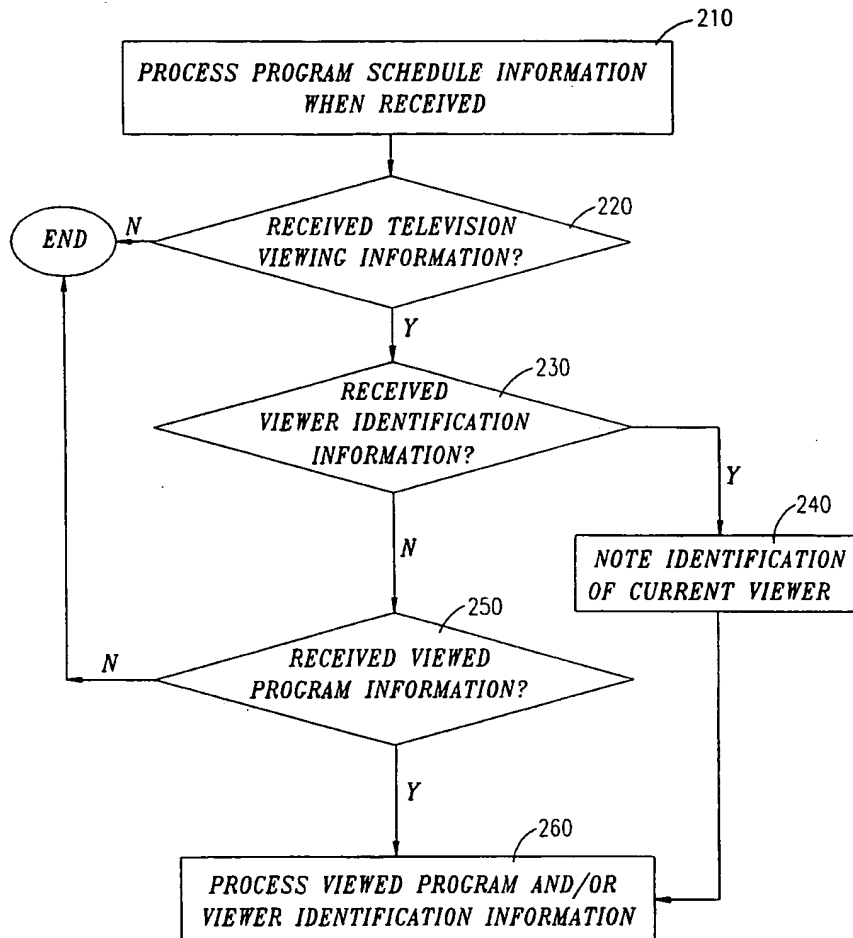 210
PROCESS PROGRAM SCHEDULE INFORMATION
WHEN RECEIVED
220
RECEIVED TELEVISION
VIEWING INFORMATION?
N
END
Y
230
RECEIVED
VIEWER IDENTIFICATION
INFORMATION?
Y
N
240
NOTE IDENTIFICATION
OF CURRENT VIEWER
250
RECEIVED VIEWED
PROGRAM INFORMATION?
N
Y
260
PROCESS VIEWED PROGRAM AND/OR
VIEWER IDENTIFICATION INFORMATION